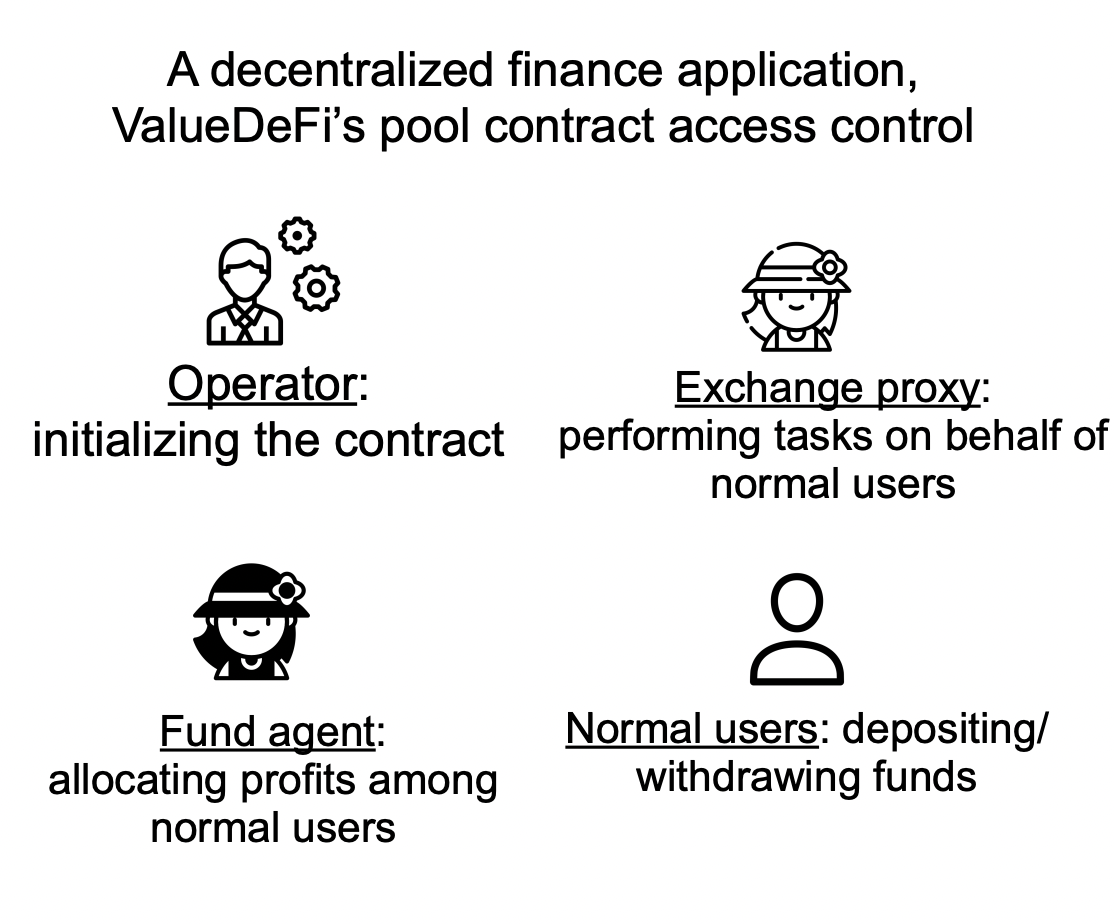 A decentralized finance application,
ValueDeFi’s pool contract access control
Operator:
initializing the contract
Exchange proxy:
performing tasks on behalf of
normal users
Fund agent:
allocating profits among
normal users
Normal users: depositing/
withdrawing funds